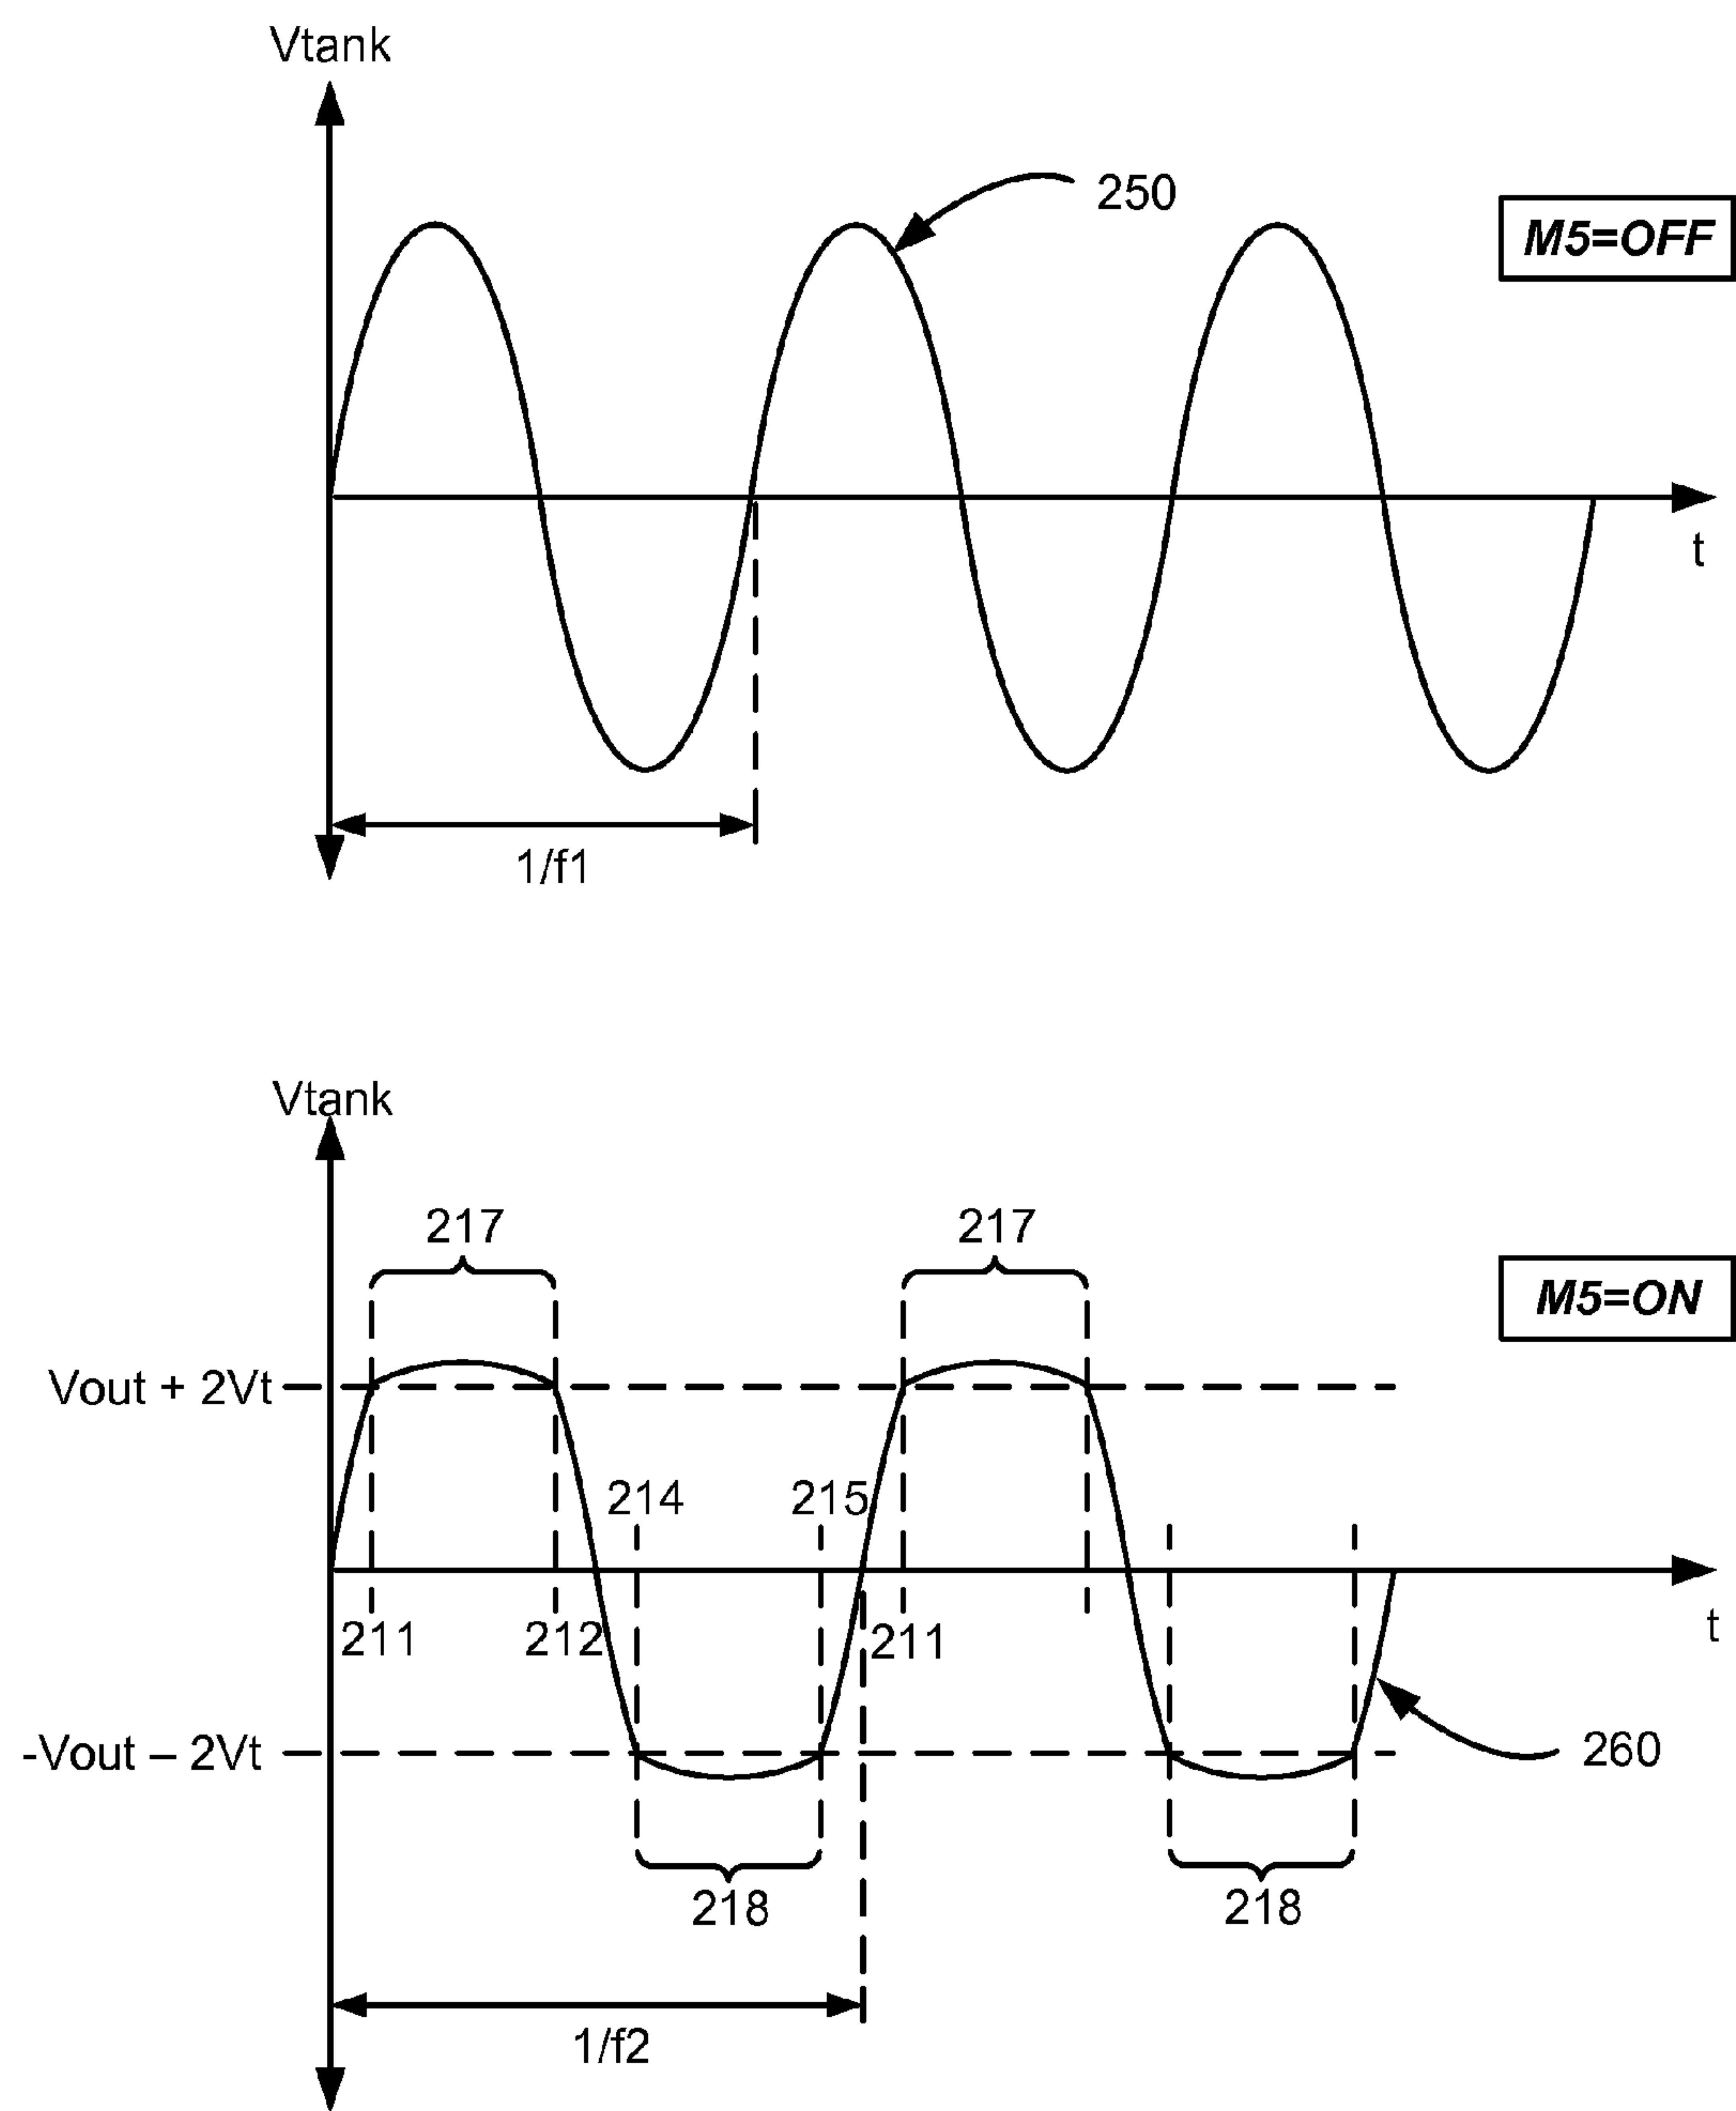 Vtank
250
M5=OFF
t
1/f1
Vtank
217 217
M5=ON
Vout + 2Vt
214 215
211 212 211 t
-Vout – 2Vt
260
218 218
1/f2